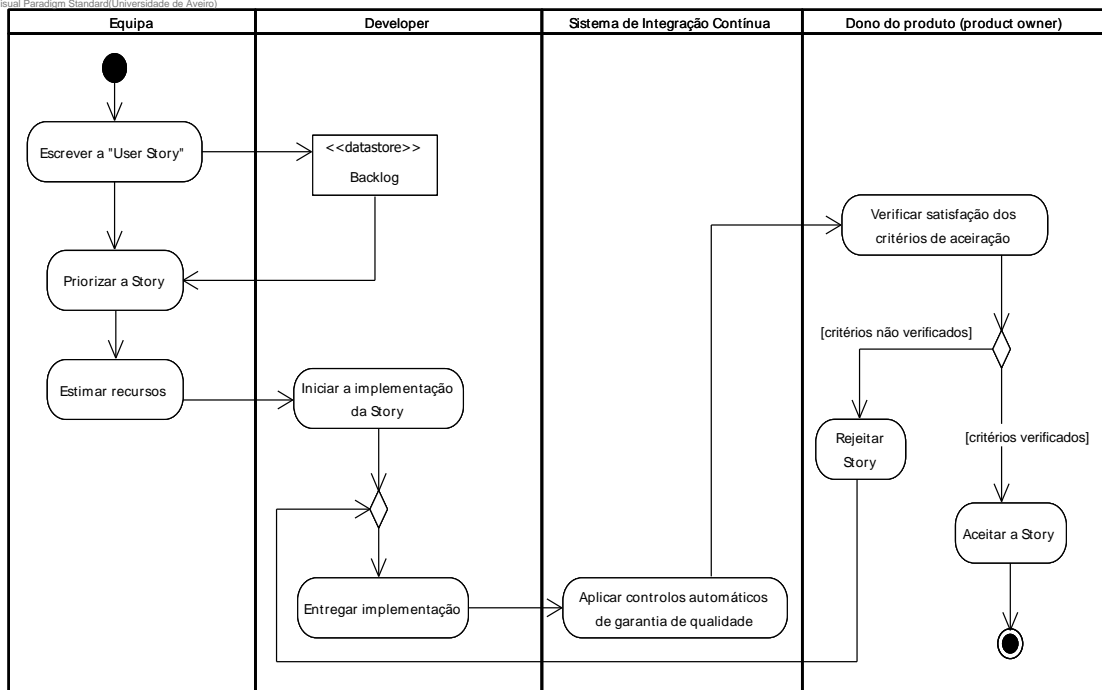 isual Paradigm Standard(Universidade de Aveiro)
Equipa
Developer
Sistema de Integração Contínua
Dono do produto (product owner)
Escrever a "User Story"
<<datastore>>
Backlog
Verificar satisfação dos
critérios de aceiração
Priorizar a Story
[critérios não verificados]
Estimar recursos
Iniciar a implementação
da Story
Rejeitar
Story
[critérios verificados]
Aceitar a Story
Entregar implementação
Aplicar controlos automáticos
de garantia de qualidade